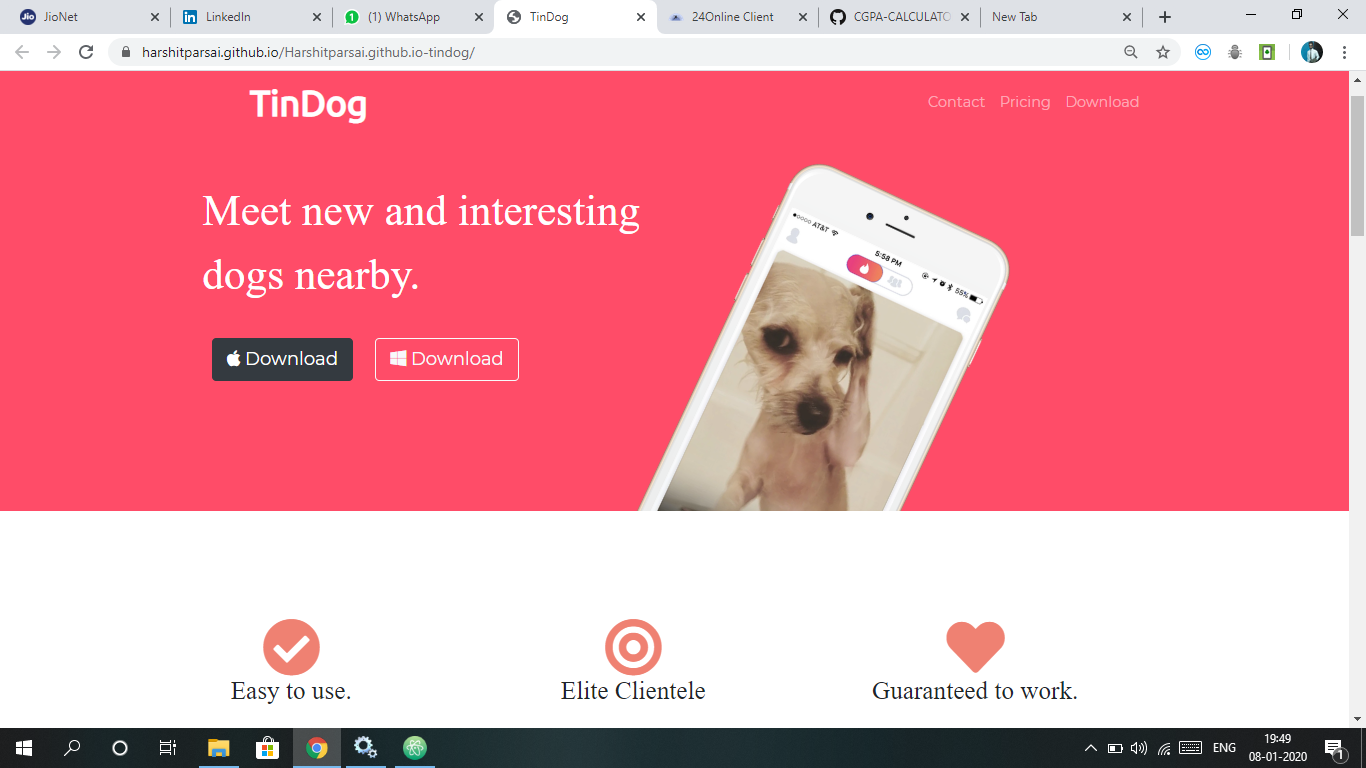 JioNet
LinkedIn
(1) WhatsApp
TinDog
24Online Client
CGPA-CALCULATO
New Tab
harshitparsai.github.io/Harshitparsai.github.io-tindog/
TinDog
Contact
Pricing
Download
Meet new and interesting
dogs nearby.
Download
Download
AT&T
5:58 PM
55%
Easy to use.
Elite Clientele
Guaranteed to work.
ENG
19:49
08-01-2020
1